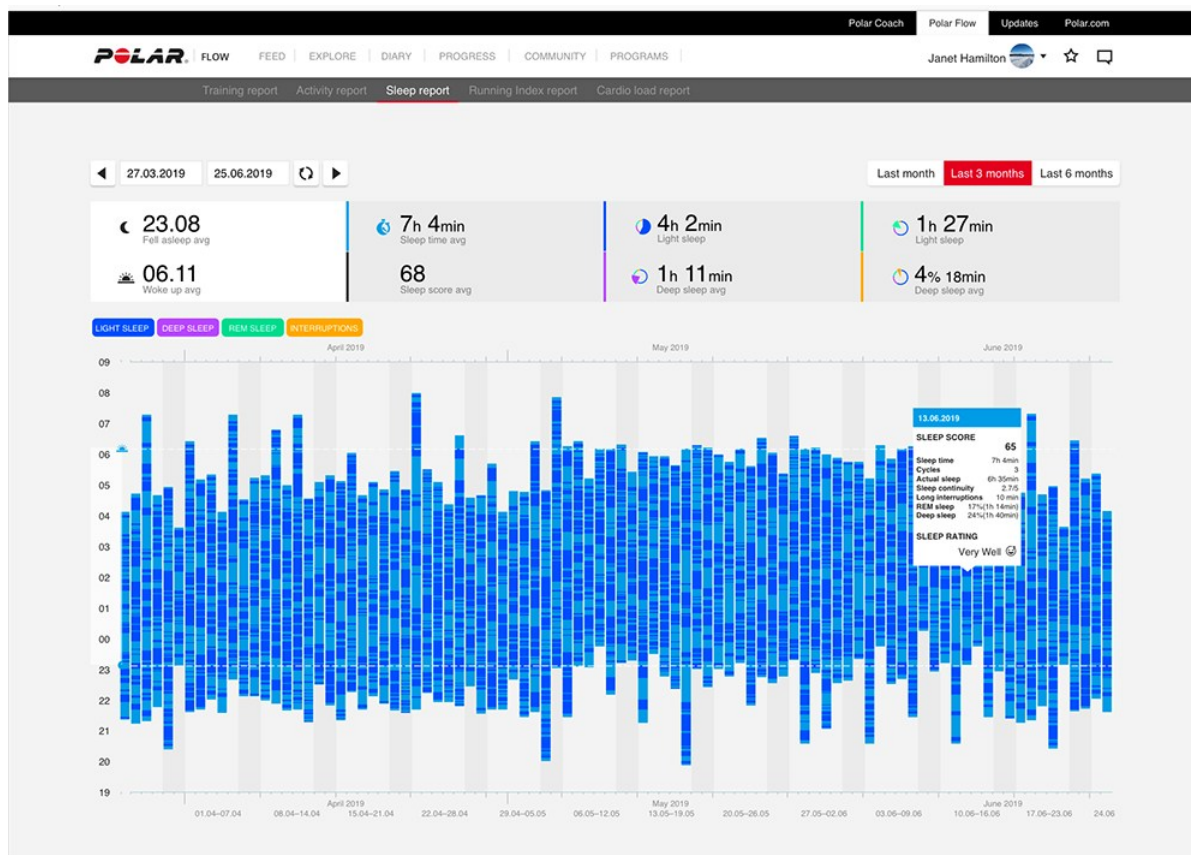 Polar Coach Polar Flow Updates Polar.com
POLAR. FLOW FEED EXPLORE DIARY PROGRESS COMMUNITY PROGRAMS Janet Hamilton
Training report Activity report Sleep report Running Index report Cardio load report
27.03.2019 25.06.2019 Last month Last 3 months Last 6 months
23.08 7h 4min 4h 2min 1h 27min
Fell asleep avg Sleep time avg Light sleep Light sleep
06.11 68 1h 11min 4% 18min
Woke up avg Sleep score avg Deep sleep avg Deep sleep avg
LIGHT SLEEP DEEP SLEEP REM SLEEP INTERRUPTIONS
April 2019 May 2019 June 2019
09
08
07
06
05
04
03
02
01
00
23
22
21
20
19
13.06.2019
SLEEP SCORE
65
Sleep time 7h 4min
Cycles 3
Actual sleep 6h 35min
Sleep continuity 2.7/5
Long interruptions 10 min
REM sleep 17%(1h 14min)
Deep sleep 24%(1h 40min)
SLEEP RATING
Very Well
April 2019 May 2019 June 2019
01.04–07.04 08.04–14.04 15.04–21.04 22.04–28.04 29.04–05.05 06.05–12.05 13.05–19.05 20.05–26.05 27.05–02.06 03.06–09.06 10.06–16.06 17.06–23.06 24.06